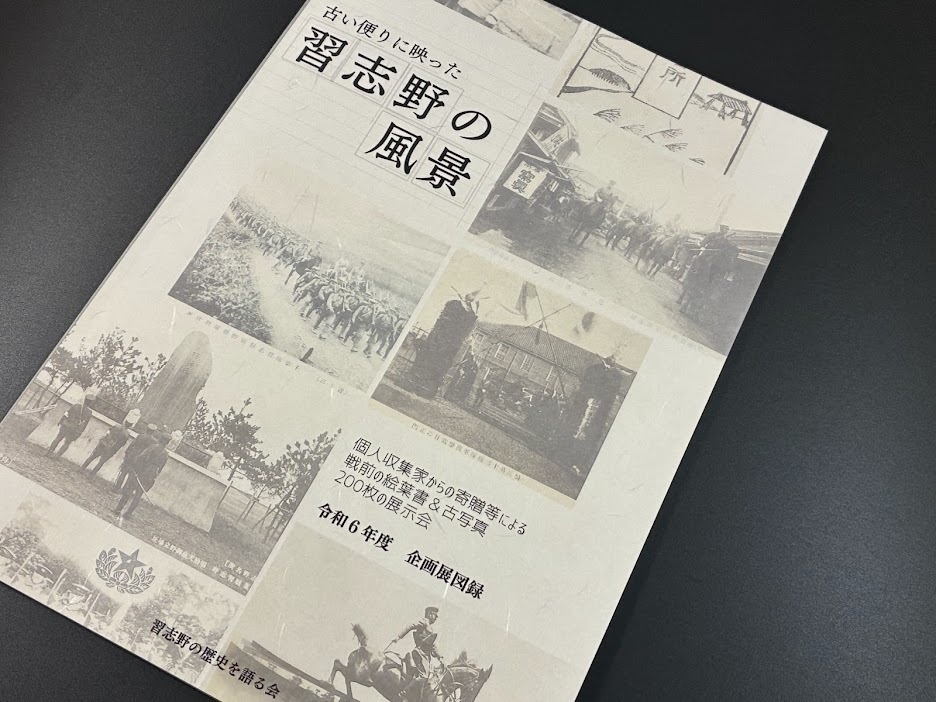 古い便りに映った
習志野の
風景
所
個人収集家からの寄贈等による
戦前の絵葉書＆古写真
200枚の展示会
令和６年度　企画展図録
習志野の歴史を語る会